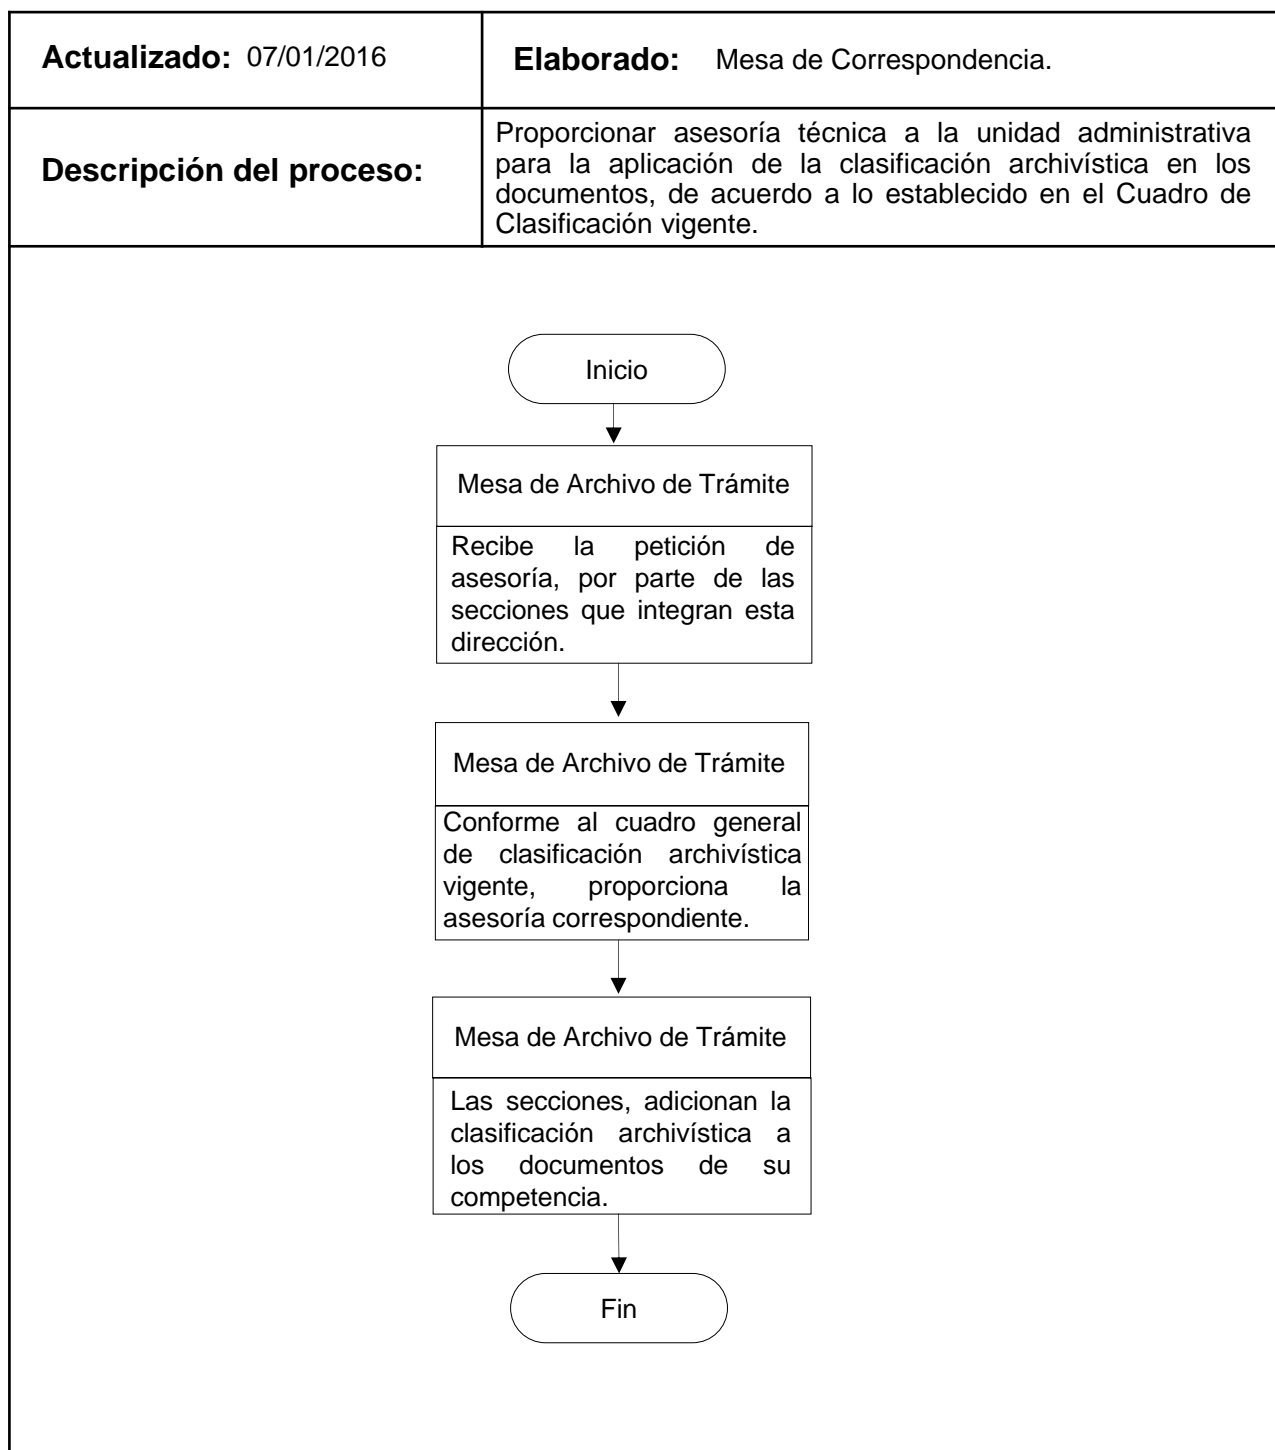 Actualizado: 07/01/2016
Elaborado: Mesa de Correspondencia.
Descripción del proceso:
Proporcionar asesoría técnica a la unidad administrativa
para la aplicación de la clasificación archivística en los
documentos, de acuerdo a lo establecido en el Cuadro de
Clasificación vigente.
Inicio
Mesa de Archivo de Trámite
Recibe la petición de
asesoría, por parte de las
secciones que integran esta
dirección.
Mesa de Archivo de Trámite
Conforme al cuadro general
de clasificación archivística
vigente, proporciona la
asesoría correspondiente.
Mesa de Archivo de Trámite
Las secciones, adicionan la
clasificación archivística a
los documentos de su
competencia.
Fin